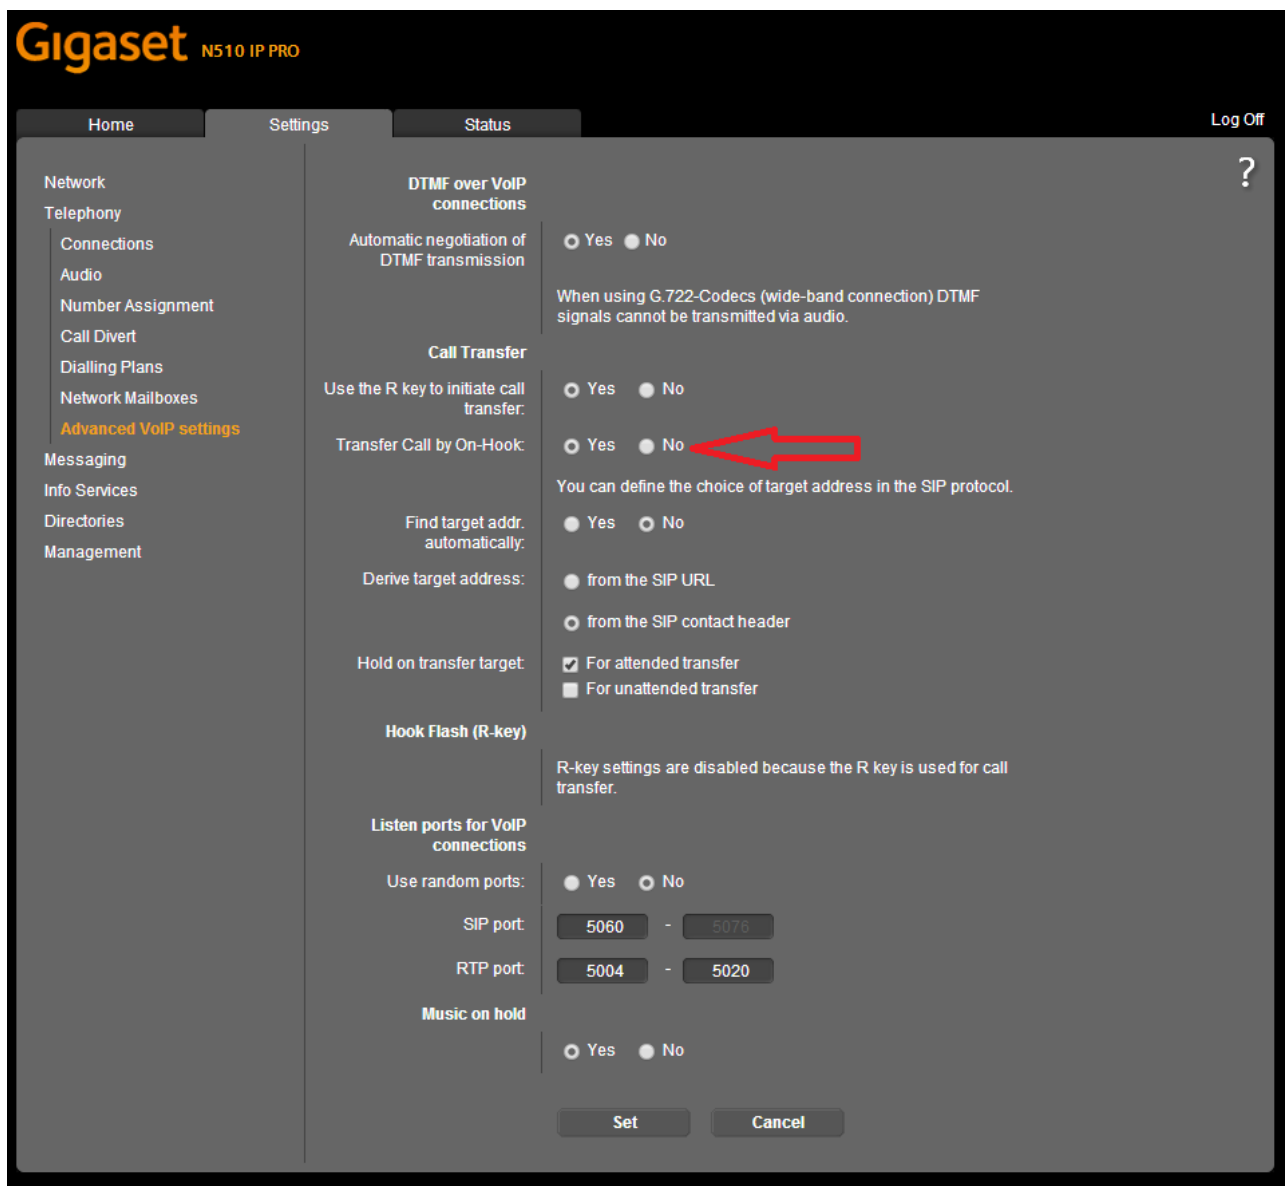 Gigaset N510 IP PRO
Home
Settings
Status
Log Off
?
Network
Telephony
Connections
Audio
Number Assignment
Call Divert
Dialling Plans
Network Mailboxes
Advanced VoIP settings
Messaging
Info Services
Directories
Management
DTMF over VoIP
connections
Automatic negotiation of
DTMF transmission
Yes No
When using G.722-Codecs (wide-band connection) DTMF
signals cannot be transmitted via audio.
Call Transfer
Use the R key to initiate call
transfer:
Yes No
Transfer Call by On-Hook:
Yes No
You can define the choice of target address in the SIP protocol.
Find target addr.
automatically:
Yes No
Derive target address:
from the SIP URL
from the SIP contact header
Hold on transfer target:
For attended transfer
For unattended transfer
Hook Flash (R-key)
R-key settings are disabled because the R key is used for call
transfer.
Listen ports for VoIP
connections
Use random ports:
Yes No
SIP port:
5060 - 5076
RTP port:
5004 - 5020
Music on hold
Yes No
Set
Cancel